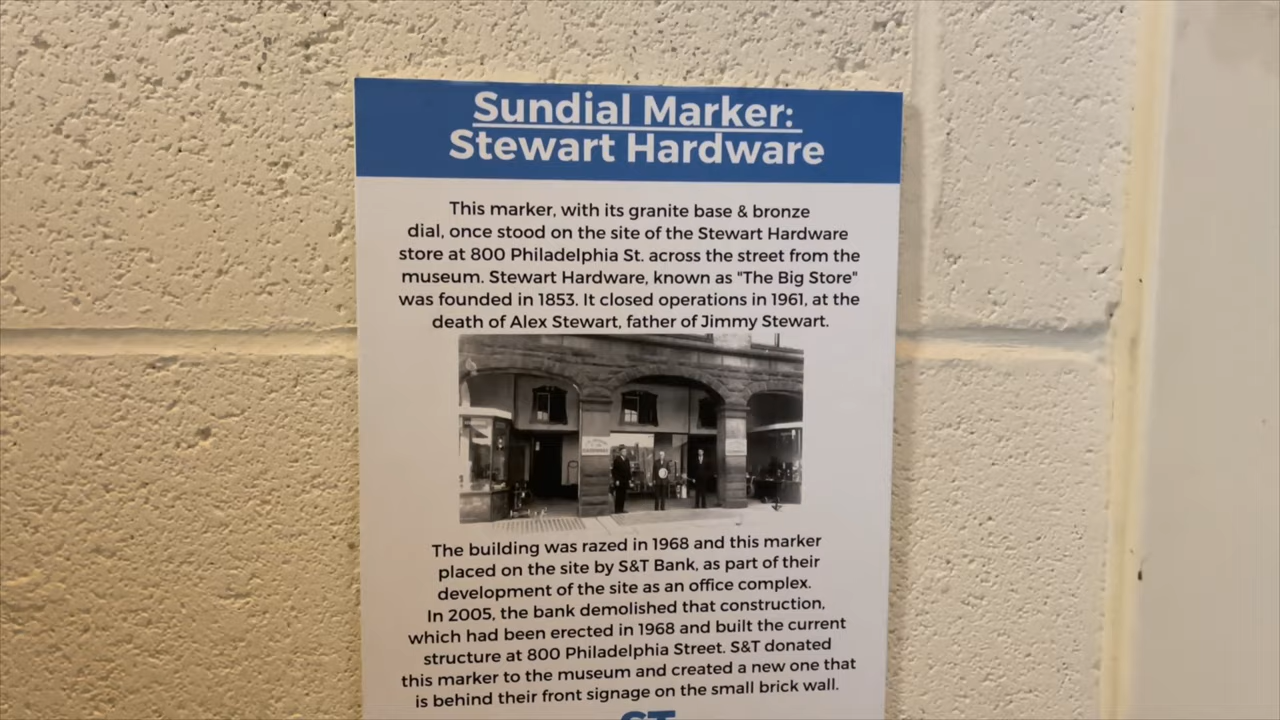 Sundial Marker:
Stewart Hardware
This marker, with its granite base & bronze
dial, once stood on the site of the Stewart Hardware
store at 800 Philadelphia St. across the street from the
museum. Stewart Hardware, known as "The Big Store"
was founded in 1853. It closed operations in 1961, at the
death of Alex Stewart, father of Jimmy Stewart.
The building was razed in 1968 and this marker
placed on the site by S&T Bank, as part of their
development of the site as an office complex.
In 2005, the bank demolished that construction,
which had been erected in 1968 and built the current
structure at 800 Philadelphia Street. S&T donated
this marker to the museum and created a new one that
is behind their front signage on the small brick wall.